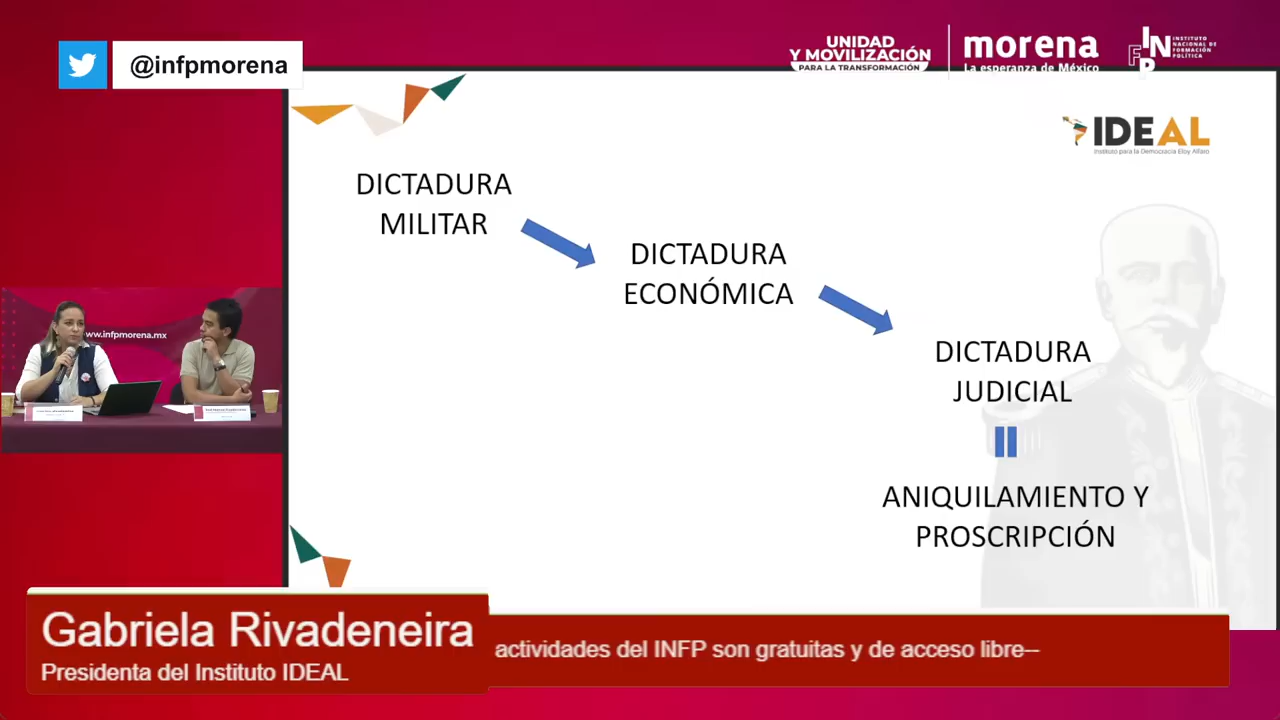 @infpmorena
UNIDAD
Y MOVILIZACIÓN
PARA LA TRANSFORMACIÓN
morena
La esperanza de México
IN
FP
INSTITUTO
NACIONAL DE
FORMACIÓN
POLÍTICA
IDEAL
Instituto para la Democracia Eloy Alfaro
DICTADURA
MILITAR
DICTADURA
ECONÓMICA
DICTADURA
JUDICIAL
ANIQUILAMIENTO Y
PROSCRIPCIÓN
www.infpmorena.mx
Gabriela Rivadeneira
Presidenta del Instituto IDEAL
actividades del INFP son gratuitas y de acceso libre--